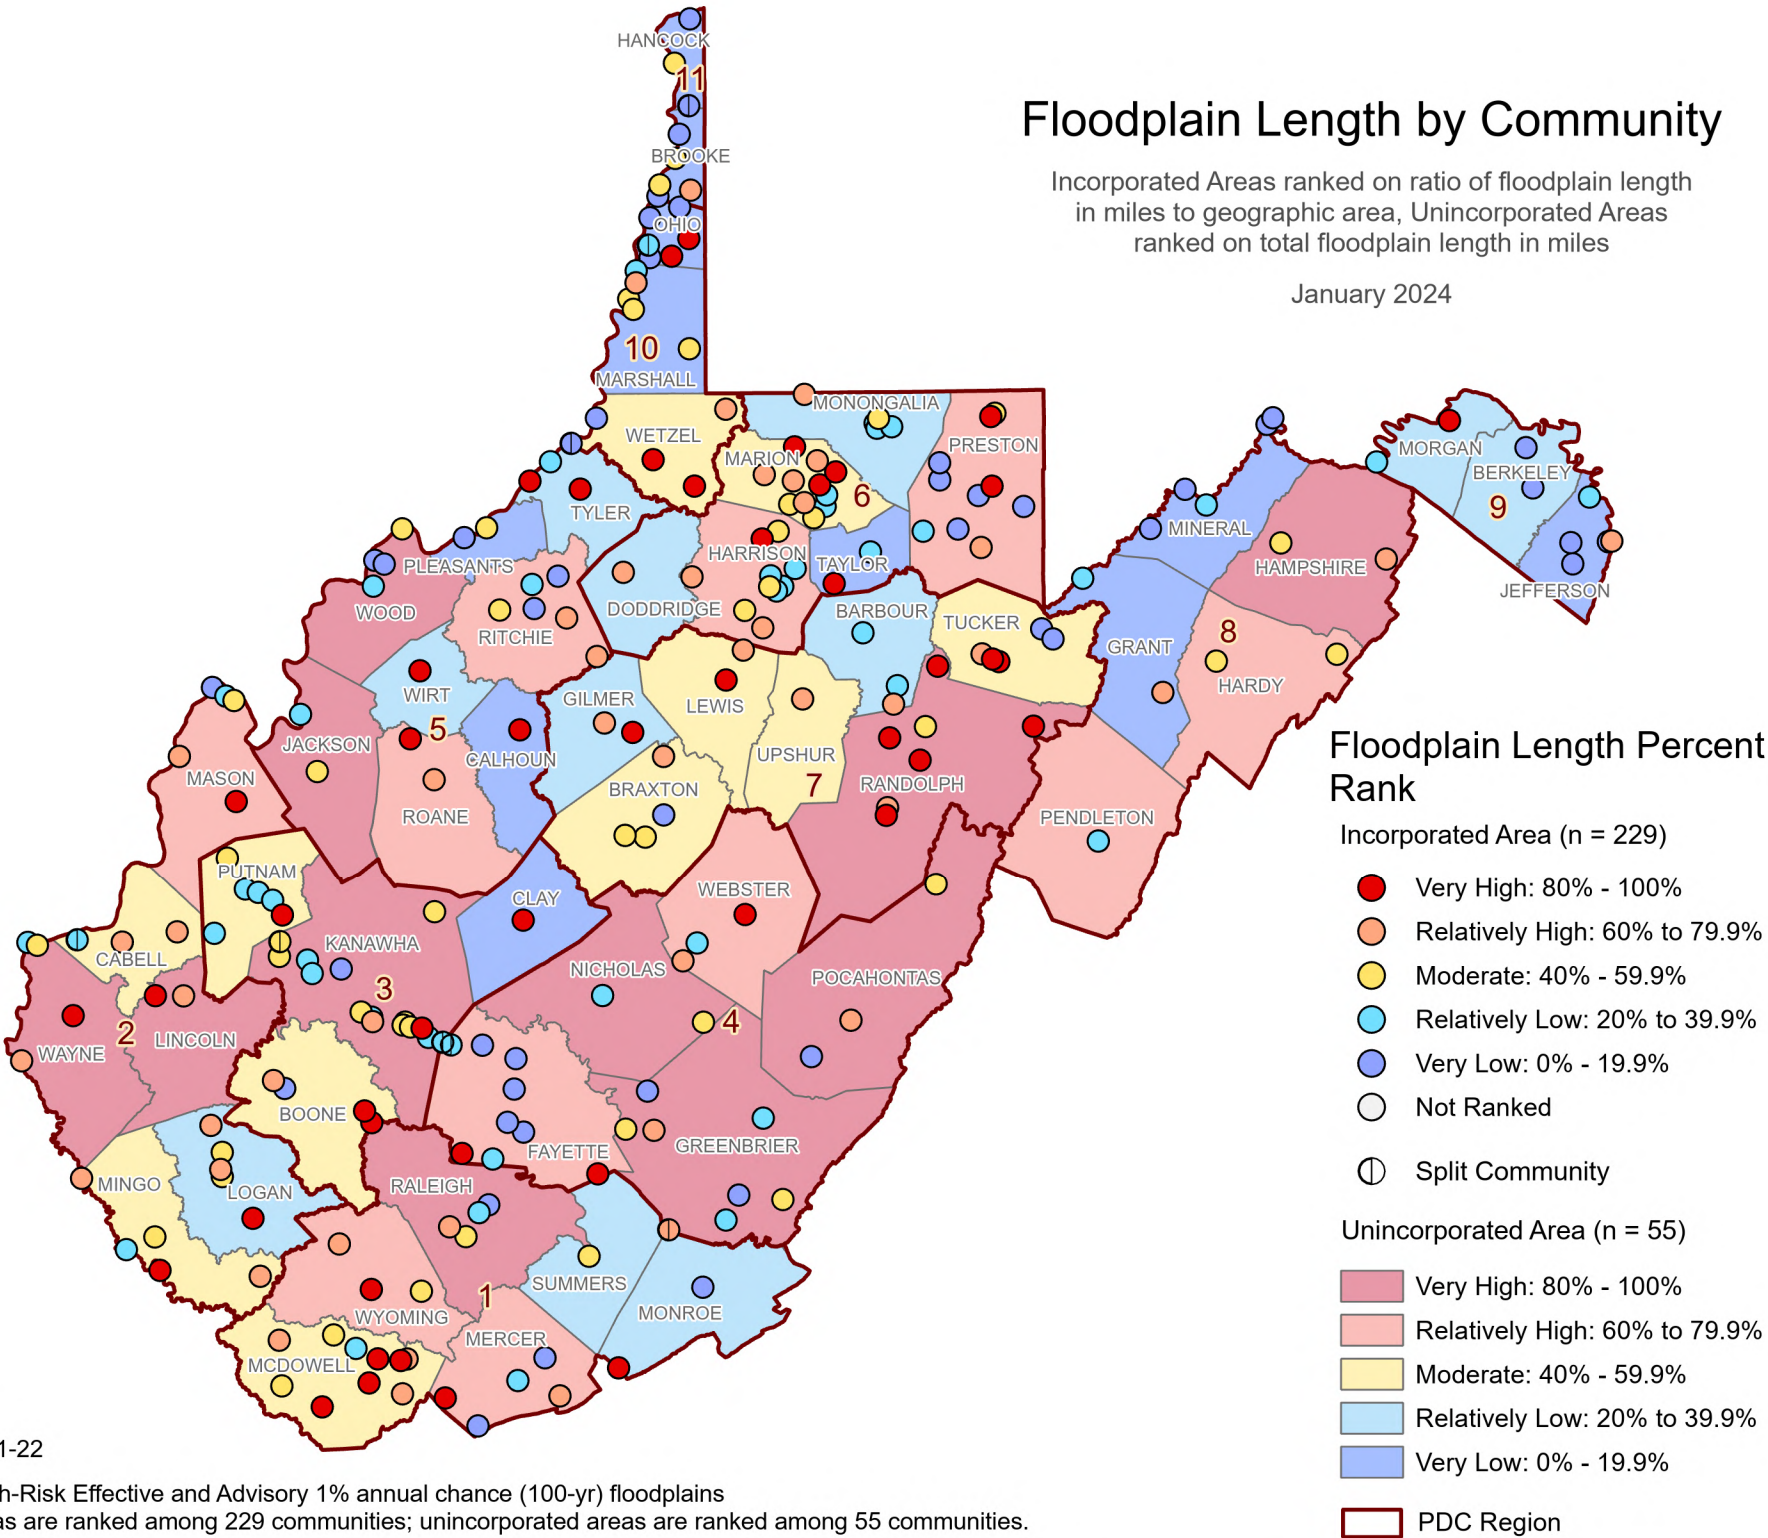 Floodplain Length by Community
Incorporated Areas ranked on ratio of floodplain length
in miles to geographic area, Unincorporated Areas
ranked on total floodplain length in miles
January 2024
HANCOCK
11
BROOKE
OHIO
10
MARSHALL
WETZEL
MONONGALIA
PRESTON
MARION
6
TYLER
MORGAN
BERKELEY
9
JEFFERSON
MINERAL
HAMPSHIRE
PLEASANTS
HARRISON
TAYLOR
WOOD
DODDRIDGE
BARBOUR
RITCHIE
TUCKER
GRANT
8
HARDY
WIRT
GILMER
LEWIS
5
JACKSON
CALHOUN
UPSHUR
7
RANDOLPH
MASON
BRAXTON
ROANE
PENDLETON
PUTNAM
CLAY
WEBSTER
KANAWHA
CABELL
3
NICHOLAS
POCAHONTAS
4
2
LINCOLN
WAYNE
BOONE
FAYETTE
GREENBRIER
MINGO
LOGAN
RALEIGH
SUMMERS
1
MONROE
WYOMING
MERCER
MCDOWELL
Floodplain Length Percent
Rank
Incorporated Area (n = 229)
Very High: 80% - 100%
Relatively High: 60% to 79.9%
Moderate: 40% - 59.9%
Relatively Low: 20% to 39.9%
Very Low: 0% - 19.9%
Not Ranked
Split Community
Unincorporated Area (n = 55)
Very High: 80% - 100%
Relatively High: 60% to 79.9%
Moderate: 40% - 59.9%
Relatively Low: 20% to 39.9%
Very Low: 0% - 19.9%
PDC Region
1-22
h-Risk Effective and Advisory 1% annual chance (100-yr) floodplains
as are ranked among 229 communities; unincorporated areas are ranked among 55 communities.